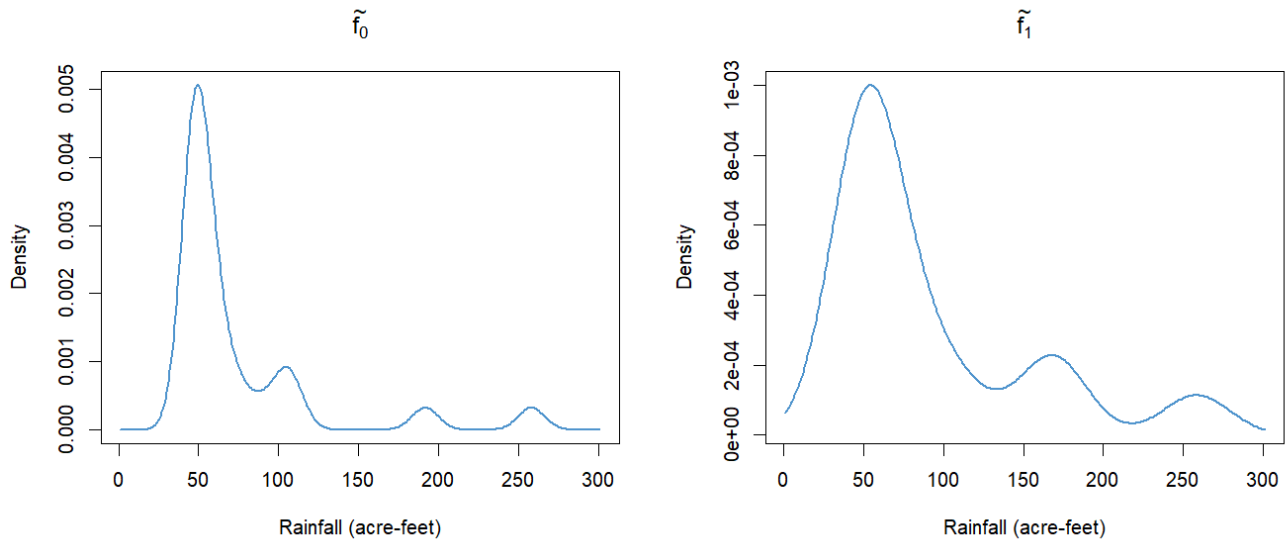 f̃₀
Density
0.000 0.001 0.002 0.003 0.004 0.005
0 50 100 150 200 250 300
Rainfall (acre-feet)
f̃₁
Density
0e+00 2e-04 4e-04 6e-04 8e-04 1e-03
0 50 100 150 200 250 300
Rainfall (acre-feet)